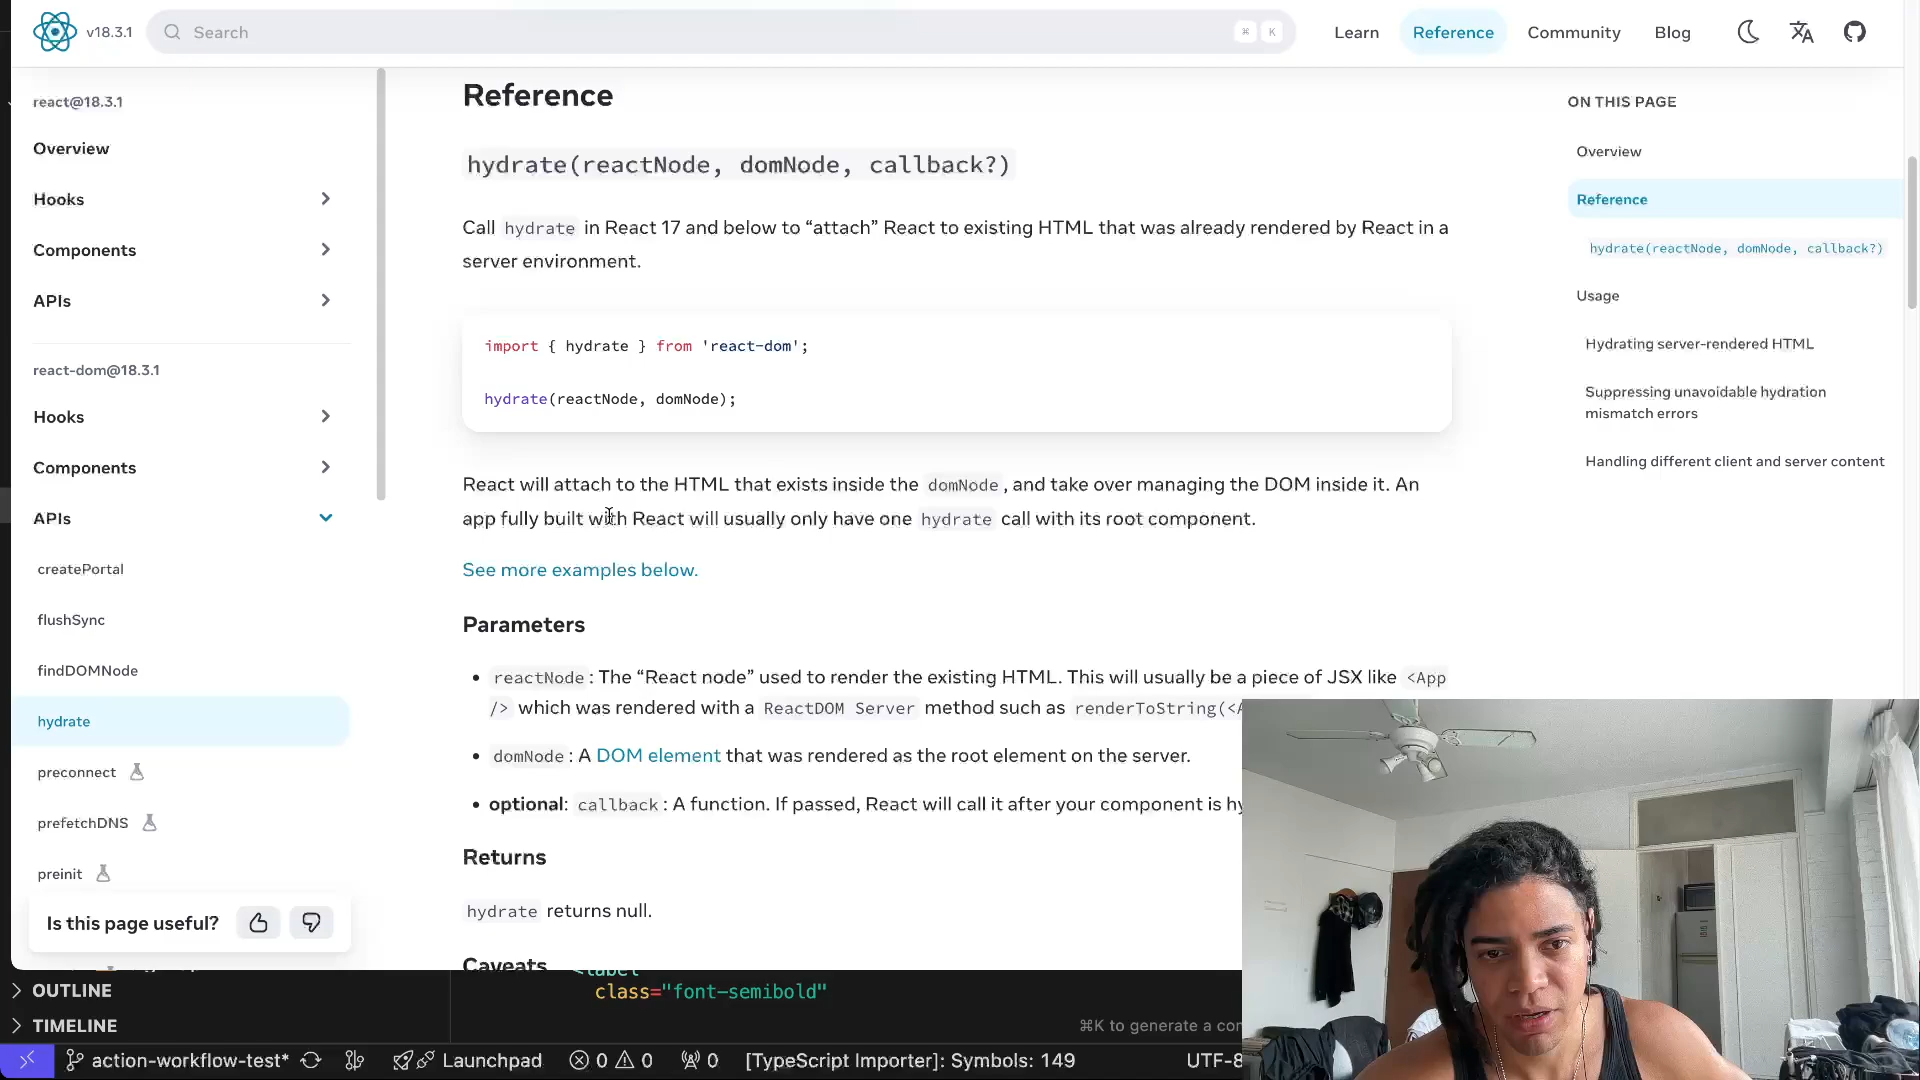 v18.3.1
Search
⌘ K
Learn
Reference
Community
Blog
react@18.3.1
Overview
Hooks
Components
APIs
react-dom@18.3.1
Hooks
Components
APIs
createPortal
flushSync
findDOMNode
hydrate
preconnect
prefetchDNS
preinit
Is this page useful?
Reference
hydrate(reactNode, domNode, callback?)
Call hydrate in React 17 and below to “attach” React to existing HTML that was already rendered by React in a
server environment.
import { hydrate } from 'react-dom';
hydrate(reactNode, domNode);
React will attach to the HTML that exists inside the domNode, and take over managing the DOM inside it. An
app fully built with React will usually only have one hydrate call with its root component.
See more examples below.
Parameters
• reactNode: The “React node” used to render the existing HTML. This will usually be a piece of JSX like <App
/> which was rendered with a ReactDOM Server method such as renderToString(<
• domNode: A DOM element that was rendered as the root element on the server.
• optional: callback: A function. If passed, React will call it after your component is hy
Returns
hydrate returns null.
Caveats
ON THIS PAGE
Overview
Reference
hydrate(reactNode, domNode, callback?)
Usage
Hydrating server-rendered HTML
Suppressing unavoidable hydration
mismatch errors
Handling different client and server content
<label
class="font-semibold"
⌘K to generate a co
OUTLINE
TIMELINE
action-workflow-test*
Launchpad
0
0
0
[TypeScript Importer]: Symbols: 149
UTF-8